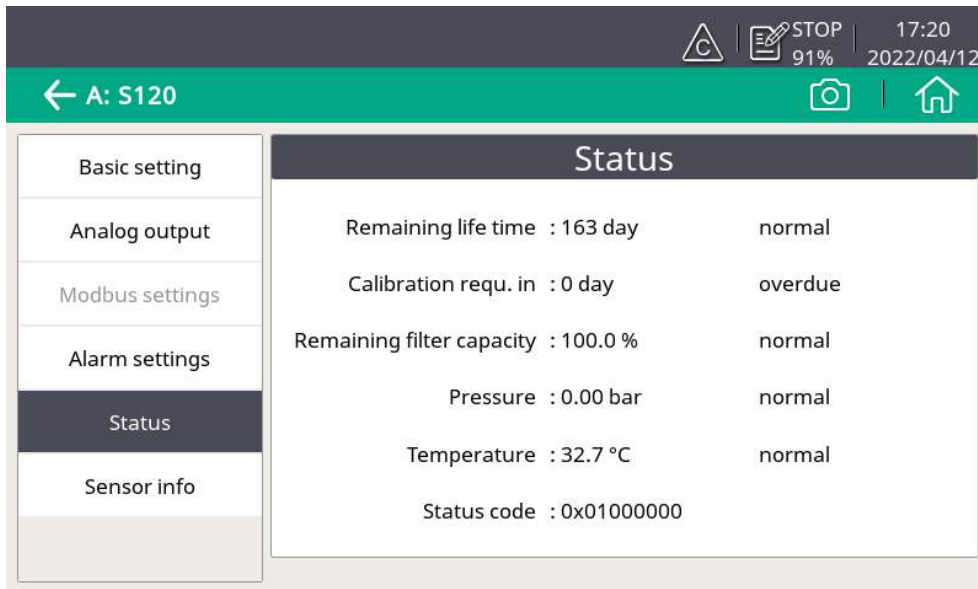 C STOP 17:20
91% 2022/04/12
A: S120
Basic setting
Analog output
Modbus settings
Alarm settings
Status
Sensor info
Status
Remaining life time : 163 day normal
Calibration requ. in : 0 day overdue
Remaining filter capacity : 100.0 % normal
Pressure : 0.00 bar normal
Temperature : 32.7 °C normal
Status code : 0x01000000